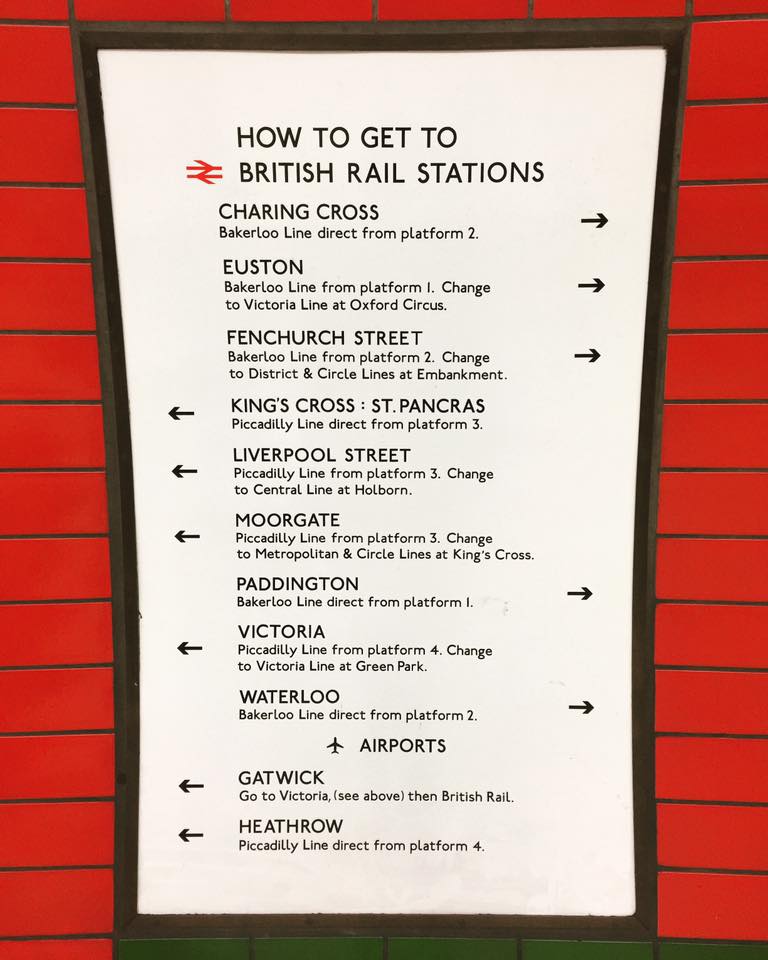 HOW TO GET TO
BRITISH RAIL STATIONS
CHARING CROSS
Bakerloo Line direct from platform 2.
EUSTON
Bakerloo Line from platform 1. Change
to Victoria Line at Oxford Circus.
FENCHURCH STREET
Bakerloo Line from platform 2. Change
to District & Circle Lines at Embankment.
KING'S CROSS : ST. PANCRAS
Piccadilly Line direct from platform 3.
LIVERPOOL STREET
Piccadilly Line from platform 3. Change
to Central Line at Holborn.
MOORGATE
Piccadilly Line from platform 3. Change
to Metropolitan & Circle Lines at King's Cross.
PADDINGTON
Bakerloo Line direct from platform 1.
VICTORIA
Piccadilly Line from platform 4. Change
to Victoria Line at Green Park.
WATERLOO
Bakerloo Line direct from platform 2.
AIRPORTS
GATWICK
Go to Victoria, (see above) then British Rail.
HEATHROW
Piccadilly Line direct from platform 4.